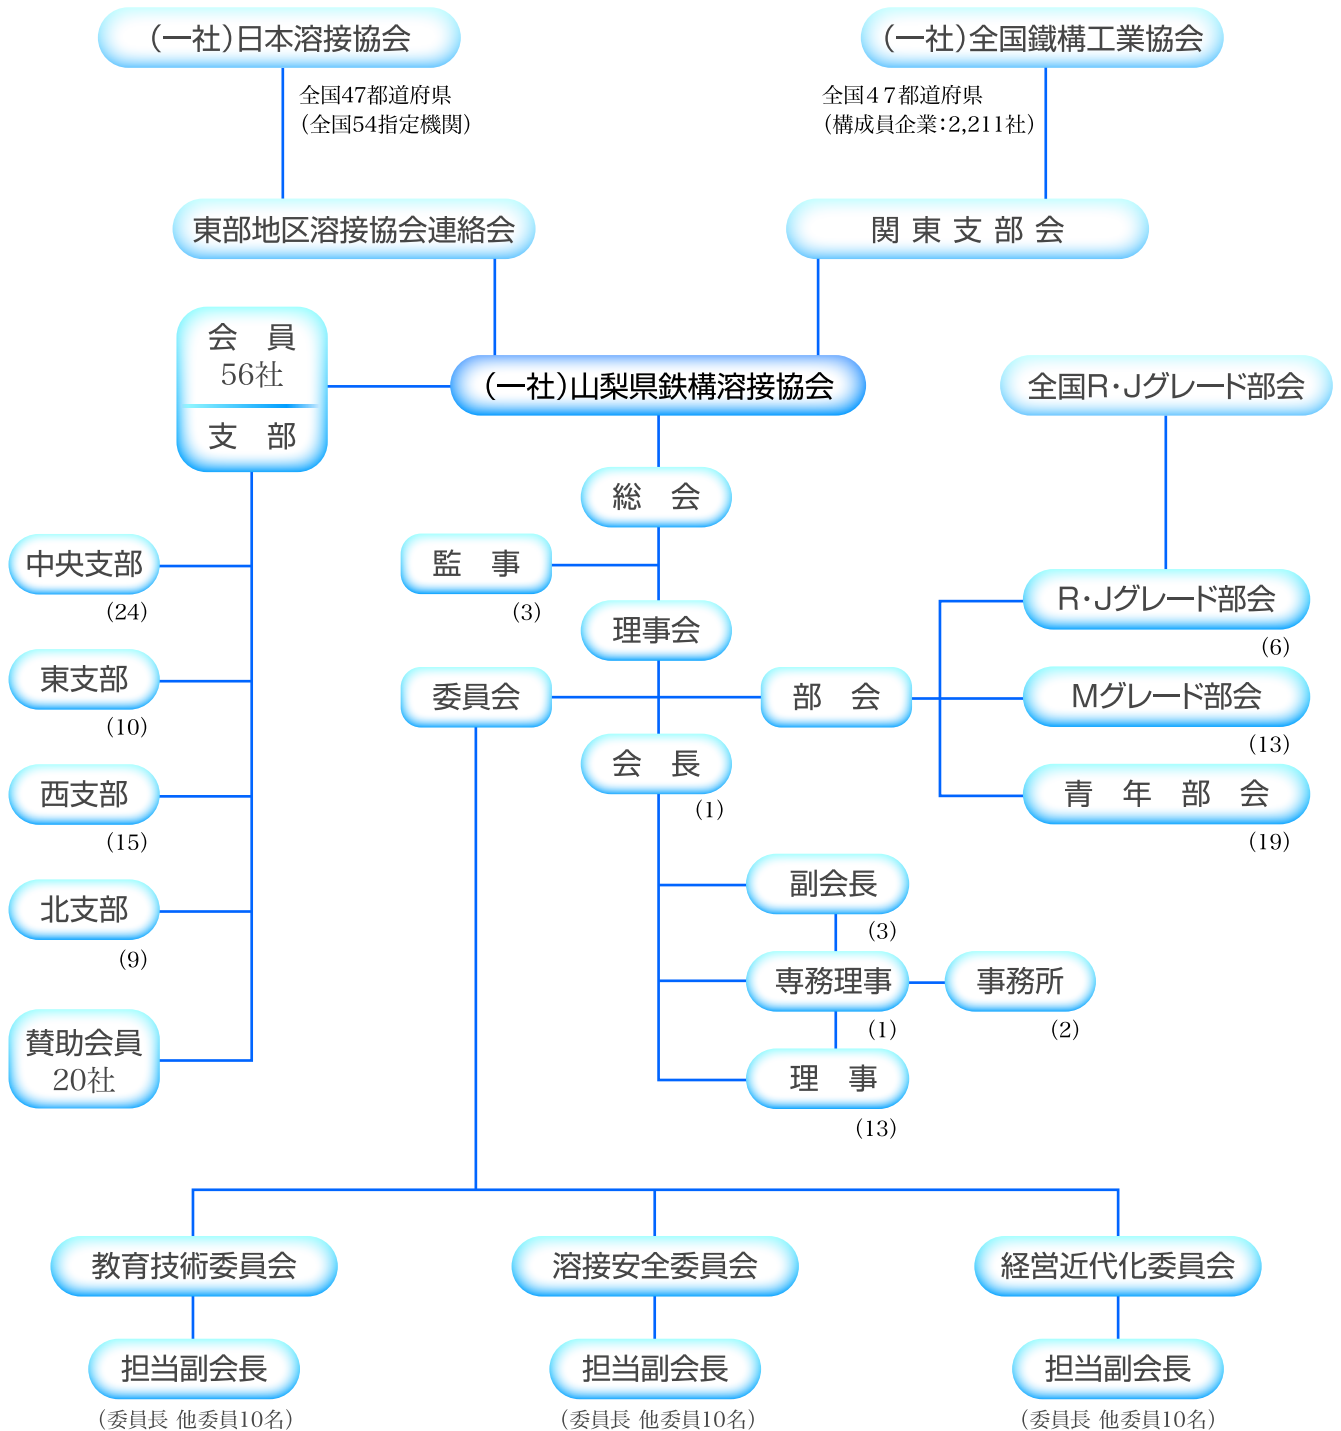 (一社)日本溶接協会
(一社)全国鐵構工業協会
全国47都道府県
(全国54指定機関)
全国４７都道府県
(構成員企業：2,211社)
東部地区溶接協会連絡会
関東支部会
会　員
56社
支　部
(一社)山梨県鉄構溶接協会
全国R・Jグレード部会
総　会
中央支部
(24)
監　事
(3)
理事会
R・Jグレード部会
(6)
東支部
(10)
委員会
部　会
Mグレード部会
(13)
会　長
(1)
西支部
(15)
青　年　部　会
(19)
北支部
(9)
副会長
(3)
専務理事
(1)
事務所
(2)
賛助会員
20社
理　事
(13)
教育技術委員会
溶接安全委員会
経営近代化委員会
担当副会長
担当副会長
担当副会長
(委員長 他委員10名)
(委員長 他委員10名)
(委員長 他委員10名)